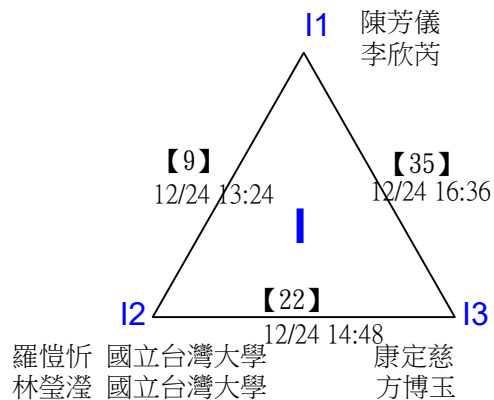 I1 陳芳儀
李欣芮
【9】
12/24 13:24
【35】
12/24 16:36
I
【22】
12/24 14:48
I2
I3
羅愷忻 國立台灣大學
林瑩瀅 國立台灣大學
康定慈
方博玉